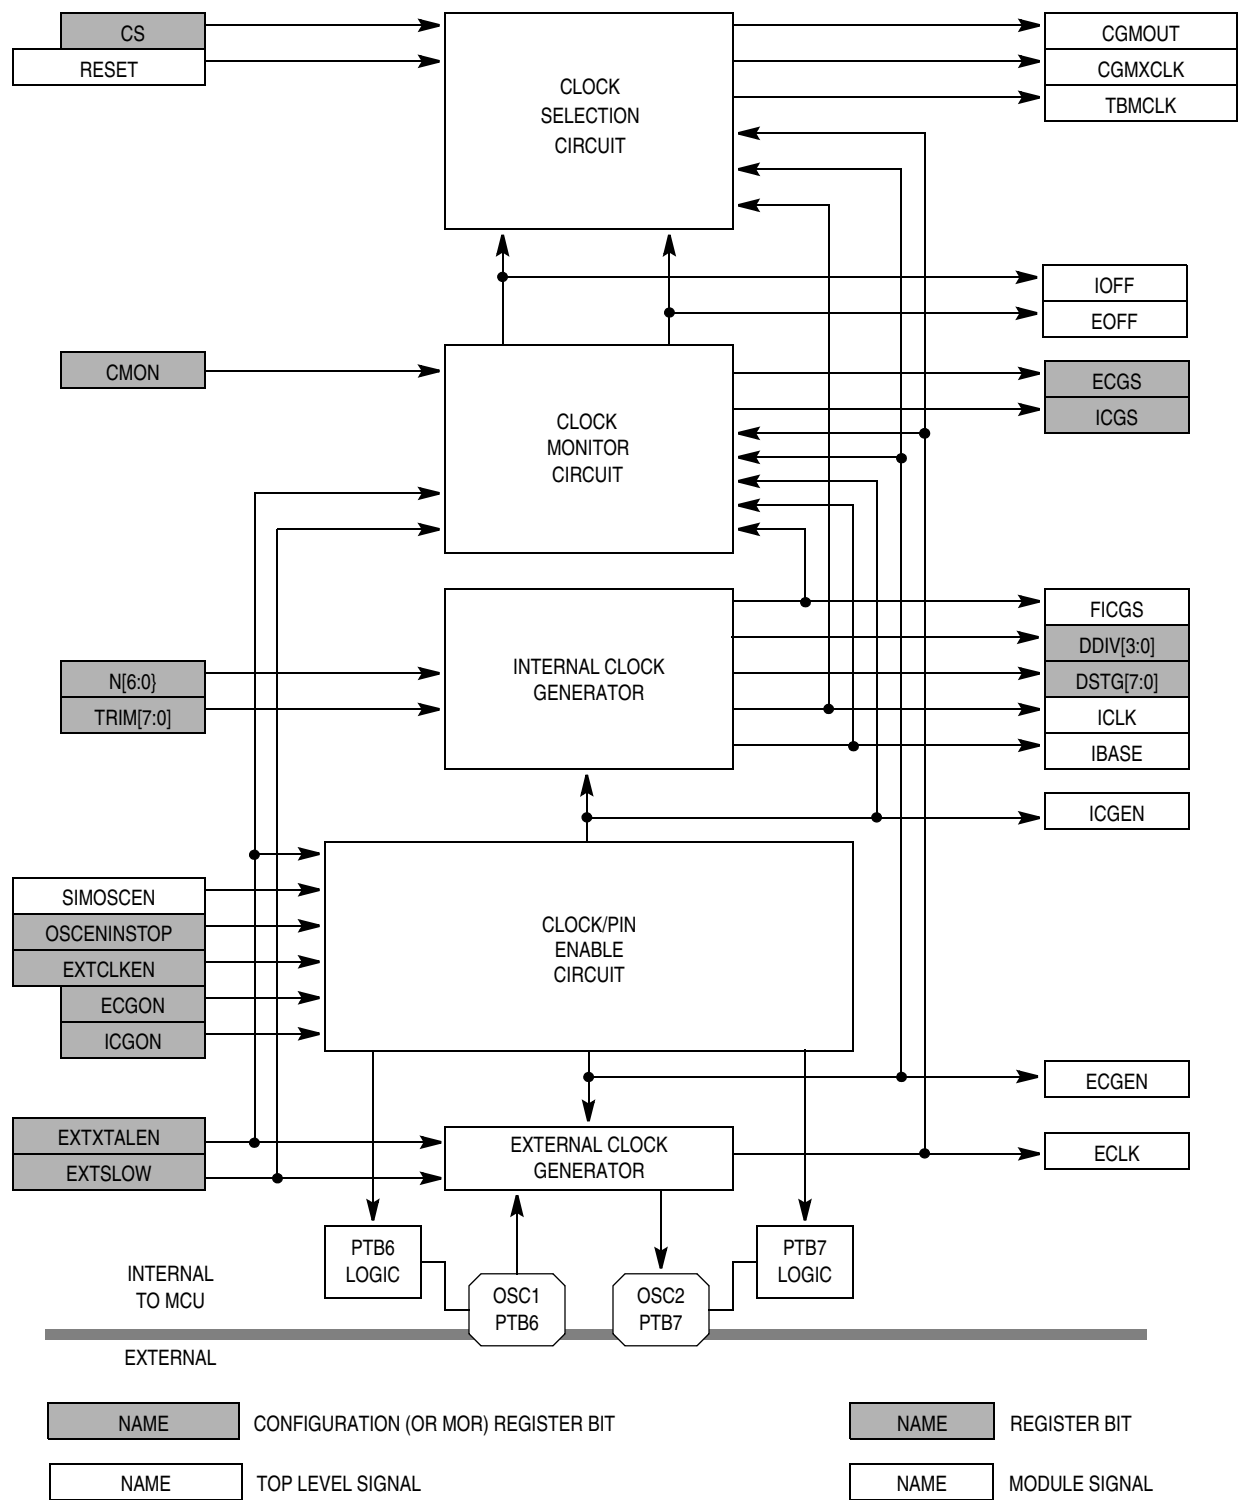 CS
RESET
CLOCK
SELECTION
CIRCUIT
CGMOUT
CGMXCLK
TBMCLK
IOFF
EOFF
CMON
CLOCK
MONITOR
CIRCUIT
ECGS
ICGS
N[6:0}
TRIM[7:0]
INTERNAL CLOCK
GENERATOR
FICGS
DDIV[3:0]
DSTG[7:0]
ICLK
IBASE
ICGEN
SIMOSCEN
OSCENINSTOP
EXTCLKEN
ECGON
ICGON
CLOCK/PIN
ENABLE
CIRCUIT
ECGEN
EXTXTALEN
EXTSLOW
EXTERNAL CLOCK
GENERATOR
ECLK
PTB6
LOGIC
PTB7
LOGIC
INTERNAL
TO MCU
OSC1
PTB6
OSC2
PTB7
EXTERNAL
NAME CONFIGURATION (OR MOR) REGISTER BIT
NAME REGISTER BIT
NAME TOP LEVEL SIGNAL
NAME MODULE SIGNAL